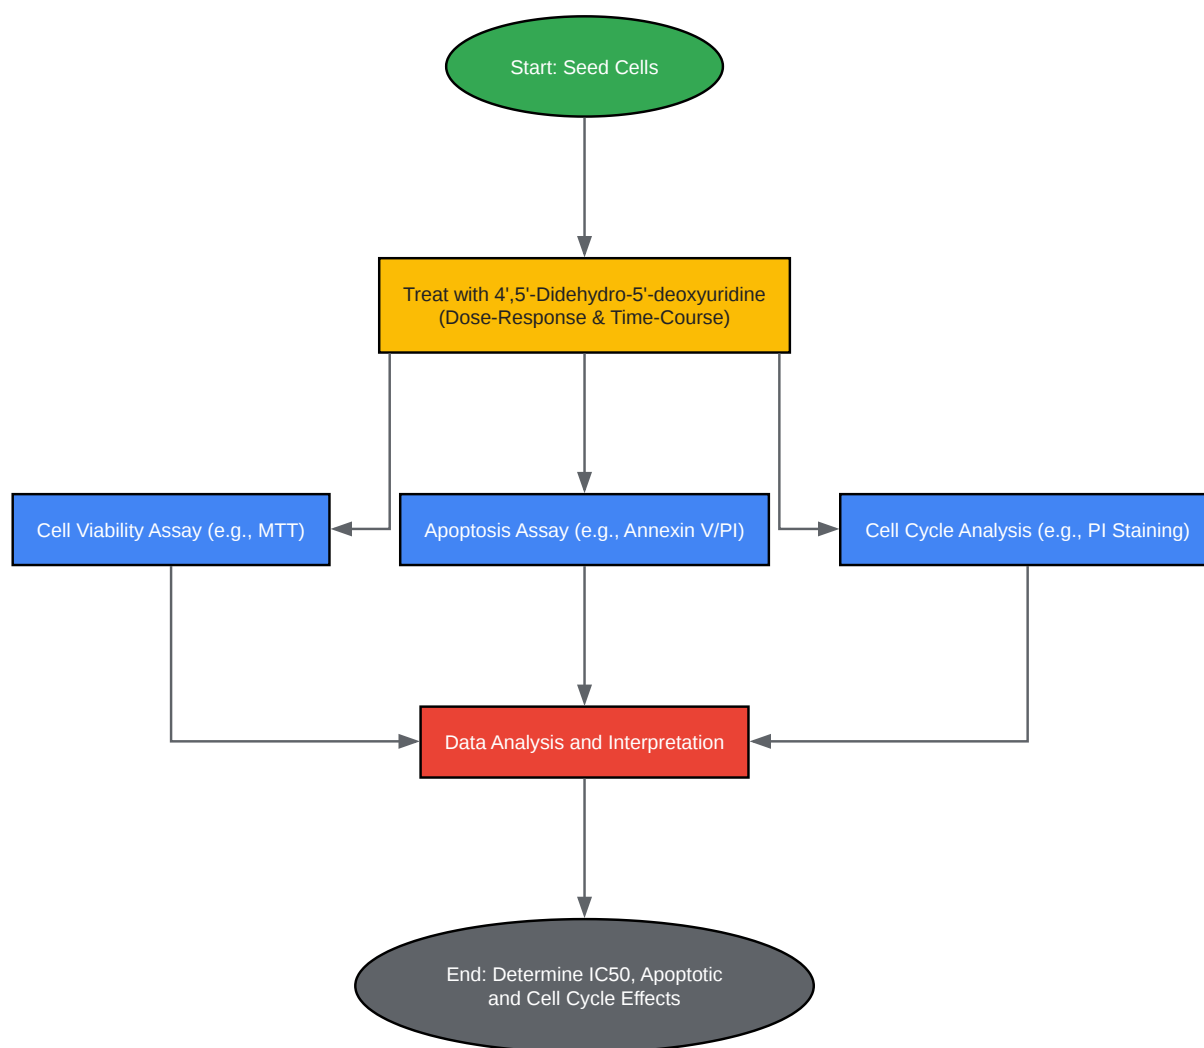 Start: Seed Cells
Treat with 4',5'-Didehydro-5'-deoxyuridine
(Dose-Response & Time-Course)
Cell Viability Assay (e.g., MTT)
Apoptosis Assay (e.g., Annexin V/PI)
Cell Cycle Analysis (e.g., PI Staining)
Data Analysis and Interpretation
End: Determine IC50, Apoptotic
and Cell Cycle Effects